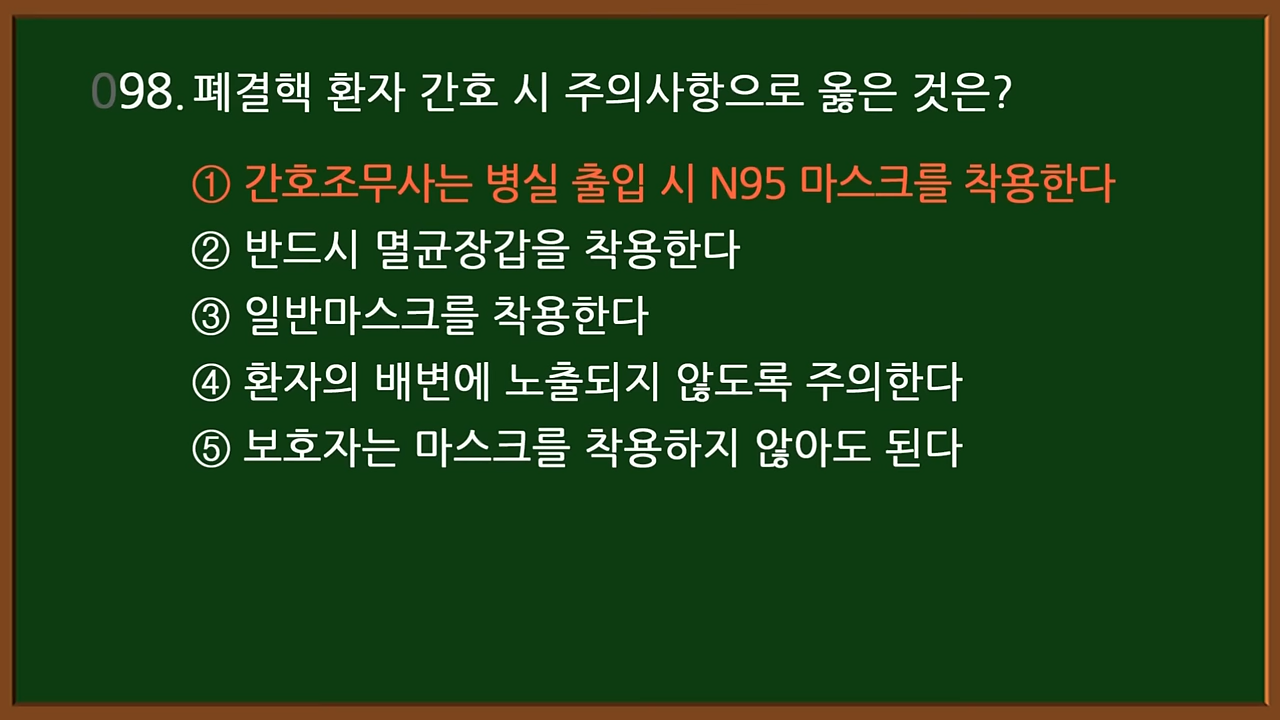 098. 폐결핵 환자 간호 시 주의사항으로 옳은 것은?
① 간호조무사는 병실 출입 시 N95 마스크를 착용한다
② 반드시 멸균장갑을 착용한다
③ 일반마스크를 착용한다
④ 환자의 배변에 노출되지 않도록 주의한다
⑤ 보호자는 마스크를 착용하지 않아도 된다